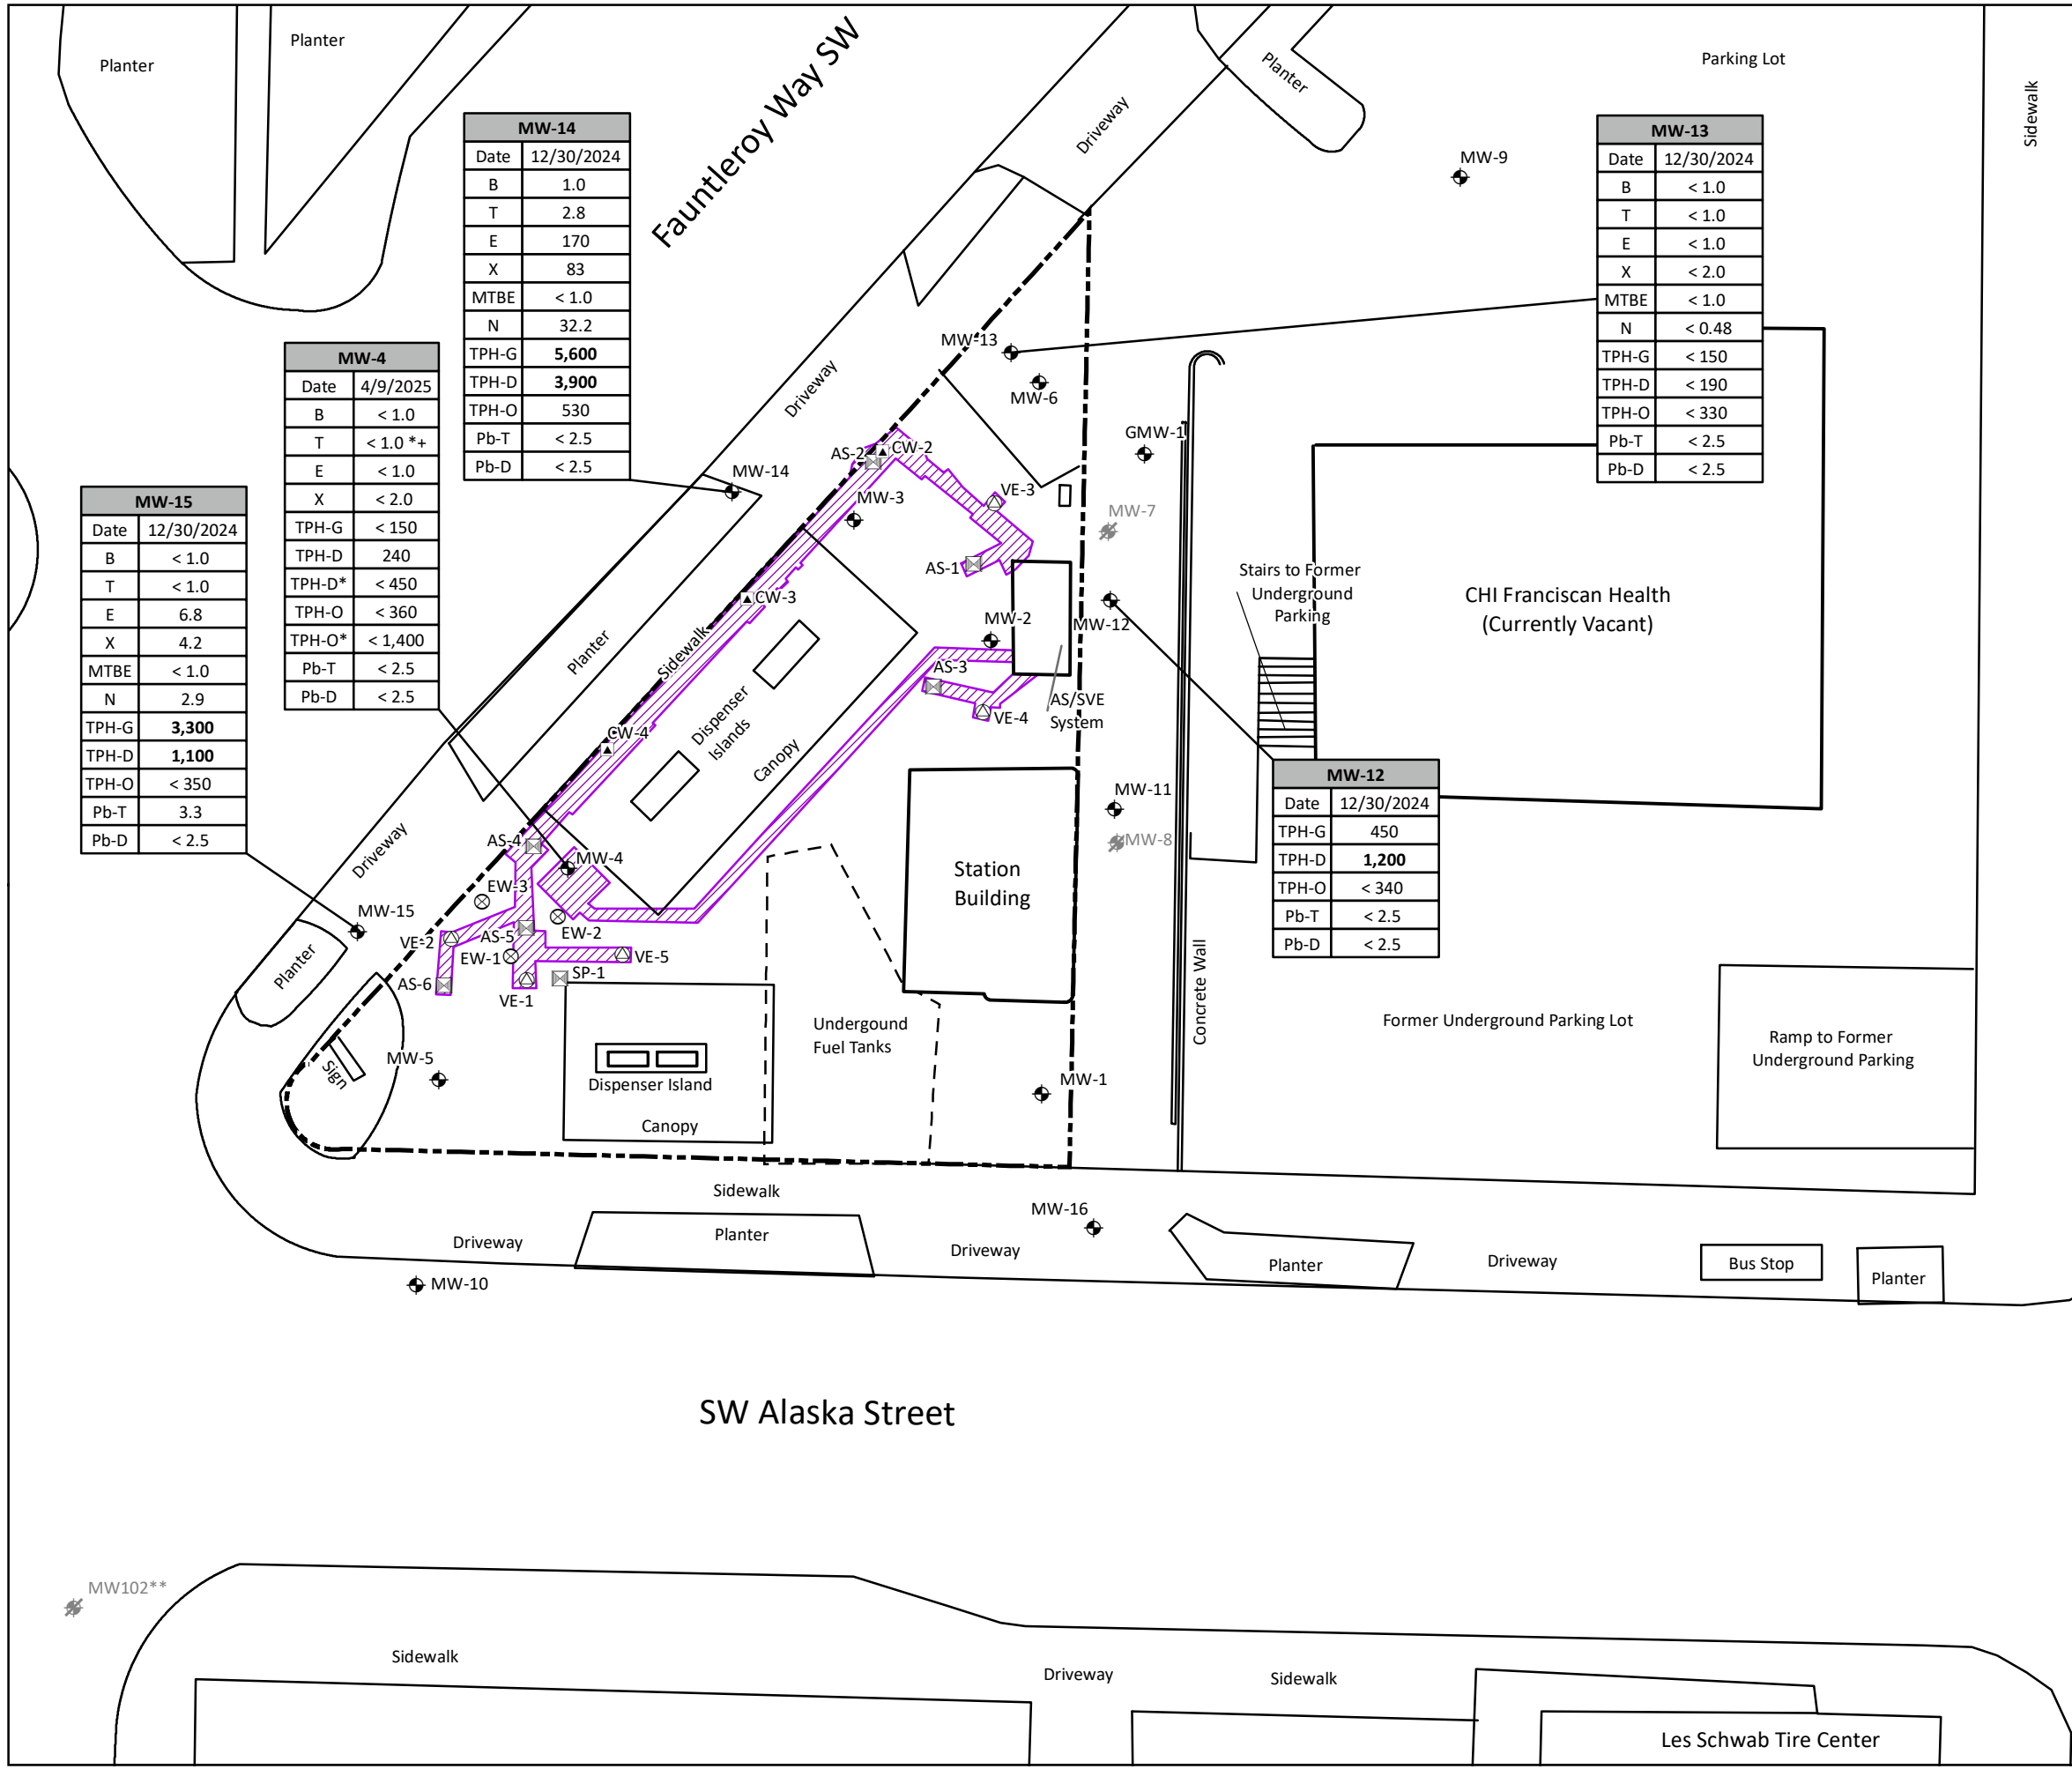 Planter
Planter
Fauntleroy Way SW
Driveway
Planter
Parking Lot
Sidewalk
MW-9
MW-14
Date 12/30/2024
B 1.0
T 2.8
E 170
X 83
MTBE < 1.0
N 32.2
TPH-G 5,600
TPH-D 3,900
TPH-O 530
Pb-T < 2.5
Pb-D < 2.5
MW-13
Date 12/30/2024
B < 1.0
T < 1.0
E < 1.0
X < 2.0
MTBE < 1.0
N < 0.48
TPH-G < 150
TPH-D < 190
TPH-O < 330
Pb-T < 2.5
Pb-D < 2.5
MW-4
Date 4/9/2025
B < 1.0
T < 1.0 *+
E < 1.0
X < 2.0
TPH-G < 150
TPH-D 240
TPH-D* < 450
TPH-O < 360
TPH-O* < 1,400
Pb-T < 2.5
Pb-D < 2.5
MW-15
Date 12/30/2024
B < 1.0
T < 1.0
E 6.8
X 4.2
MTBE < 1.0
N 2.9
TPH-G 3,300
TPH-D 1,100
TPH-O < 350
Pb-T 3.3
Pb-D < 2.5
MW-13
MW-6
Driveway
GMW-1
AS-2
CW-2
MW-14
MW-3
VE-3
MW-7
AS-1
CW-3
MW-2
MW-12
Stairs to Former
Underground
Parking
CHI Franciscan Health
(Currently Vacant)
Planter
Sidewalk
AS-3
VE-4
AS/SVE
System
Dispenser
Islands
Canopy
CW-4
MW-12
Date 12/30/2024
TPH-G 450
TPH-D 1,200
TPH-O < 340
Pb-T < 2.5
Pb-D < 2.5
MW-11
MW-8
Driveway
AS-4
MW-4
Station
Building
EW-3
MW-15
EW-2
VE-2
AS-5
EW-1
VE-5
SP-1
AS-6
VE-1
Planter
Concrete Wall
Undergound
Fuel Tanks
Former Underground Parking Lot
Ramp to Former
Underground Parking
Sign
MW-5
Dispenser Island
MW-1
Canopy
Sidewalk
MW-16
Driveway
Planter
Driveway
Planter
Driveway
Bus Stop
Planter
MW-10
SW Alaska Street
MW102**
Sidewalk
Driveway
Sidewalk
Les Schwab Tire Center